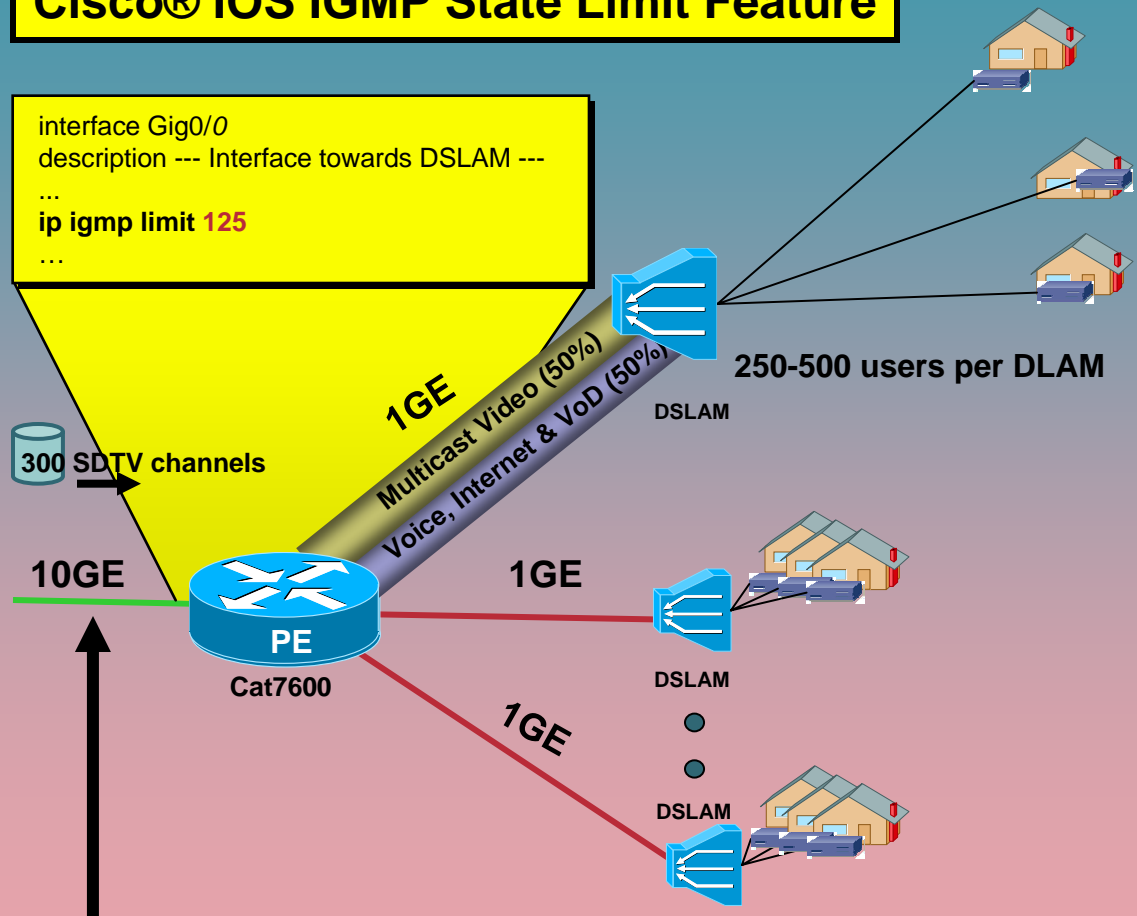 Cisco® IOS IGMP State Limit Feature
interface Gig0/0
description --- Interface towards DSLAM ---
...
ip igmp limit 125
…
250-500 users per DLAM
DSLAM
1GE
Multicast Video (50%)
Voice, Internet & VoD (50%)
300 SDTV channels
10GE
1GE
PE
Cat7600
DSLAM
1GE
DSLAM